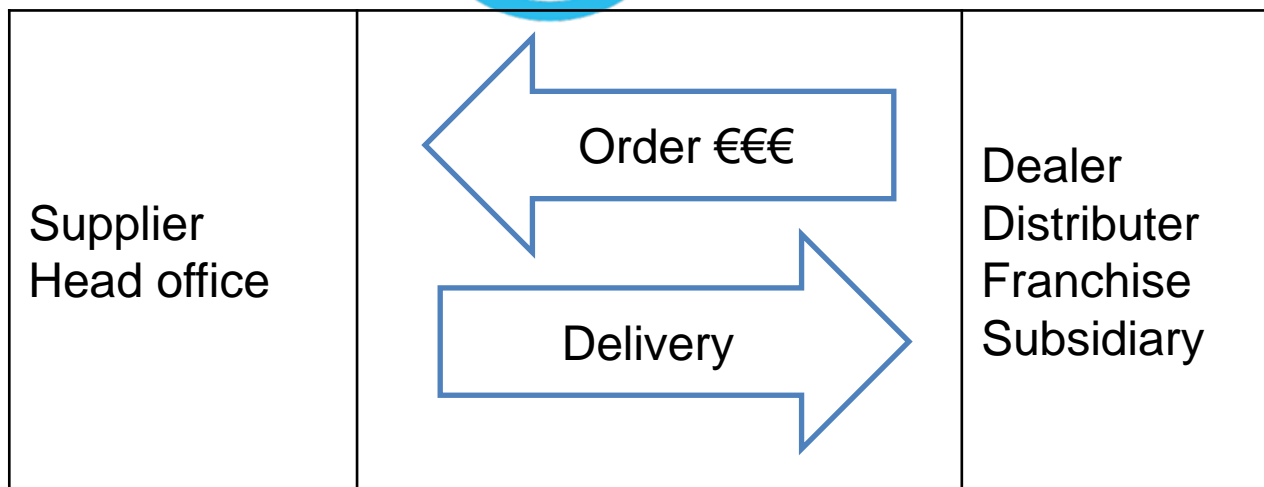 Supplier
Head office
Order €€€
Delivery
Dealer
Distributer
Franchise
Subsidiary